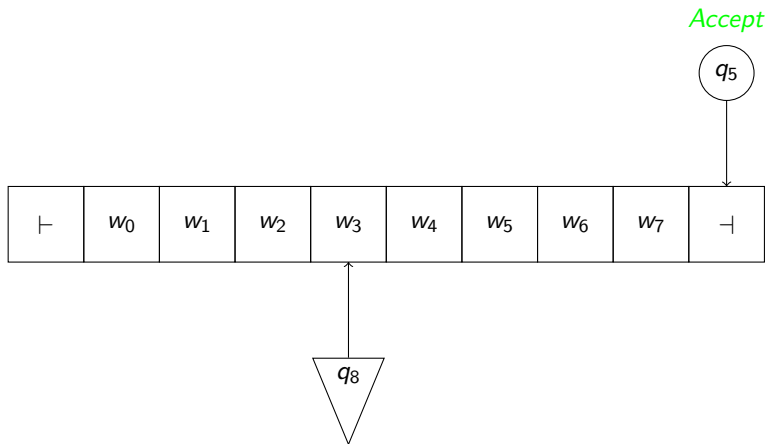 Accept
q₅
⊢ w₀ w₁ w₂ w₃ w₄ w₅ w₆ w₇ ⊣
q₈